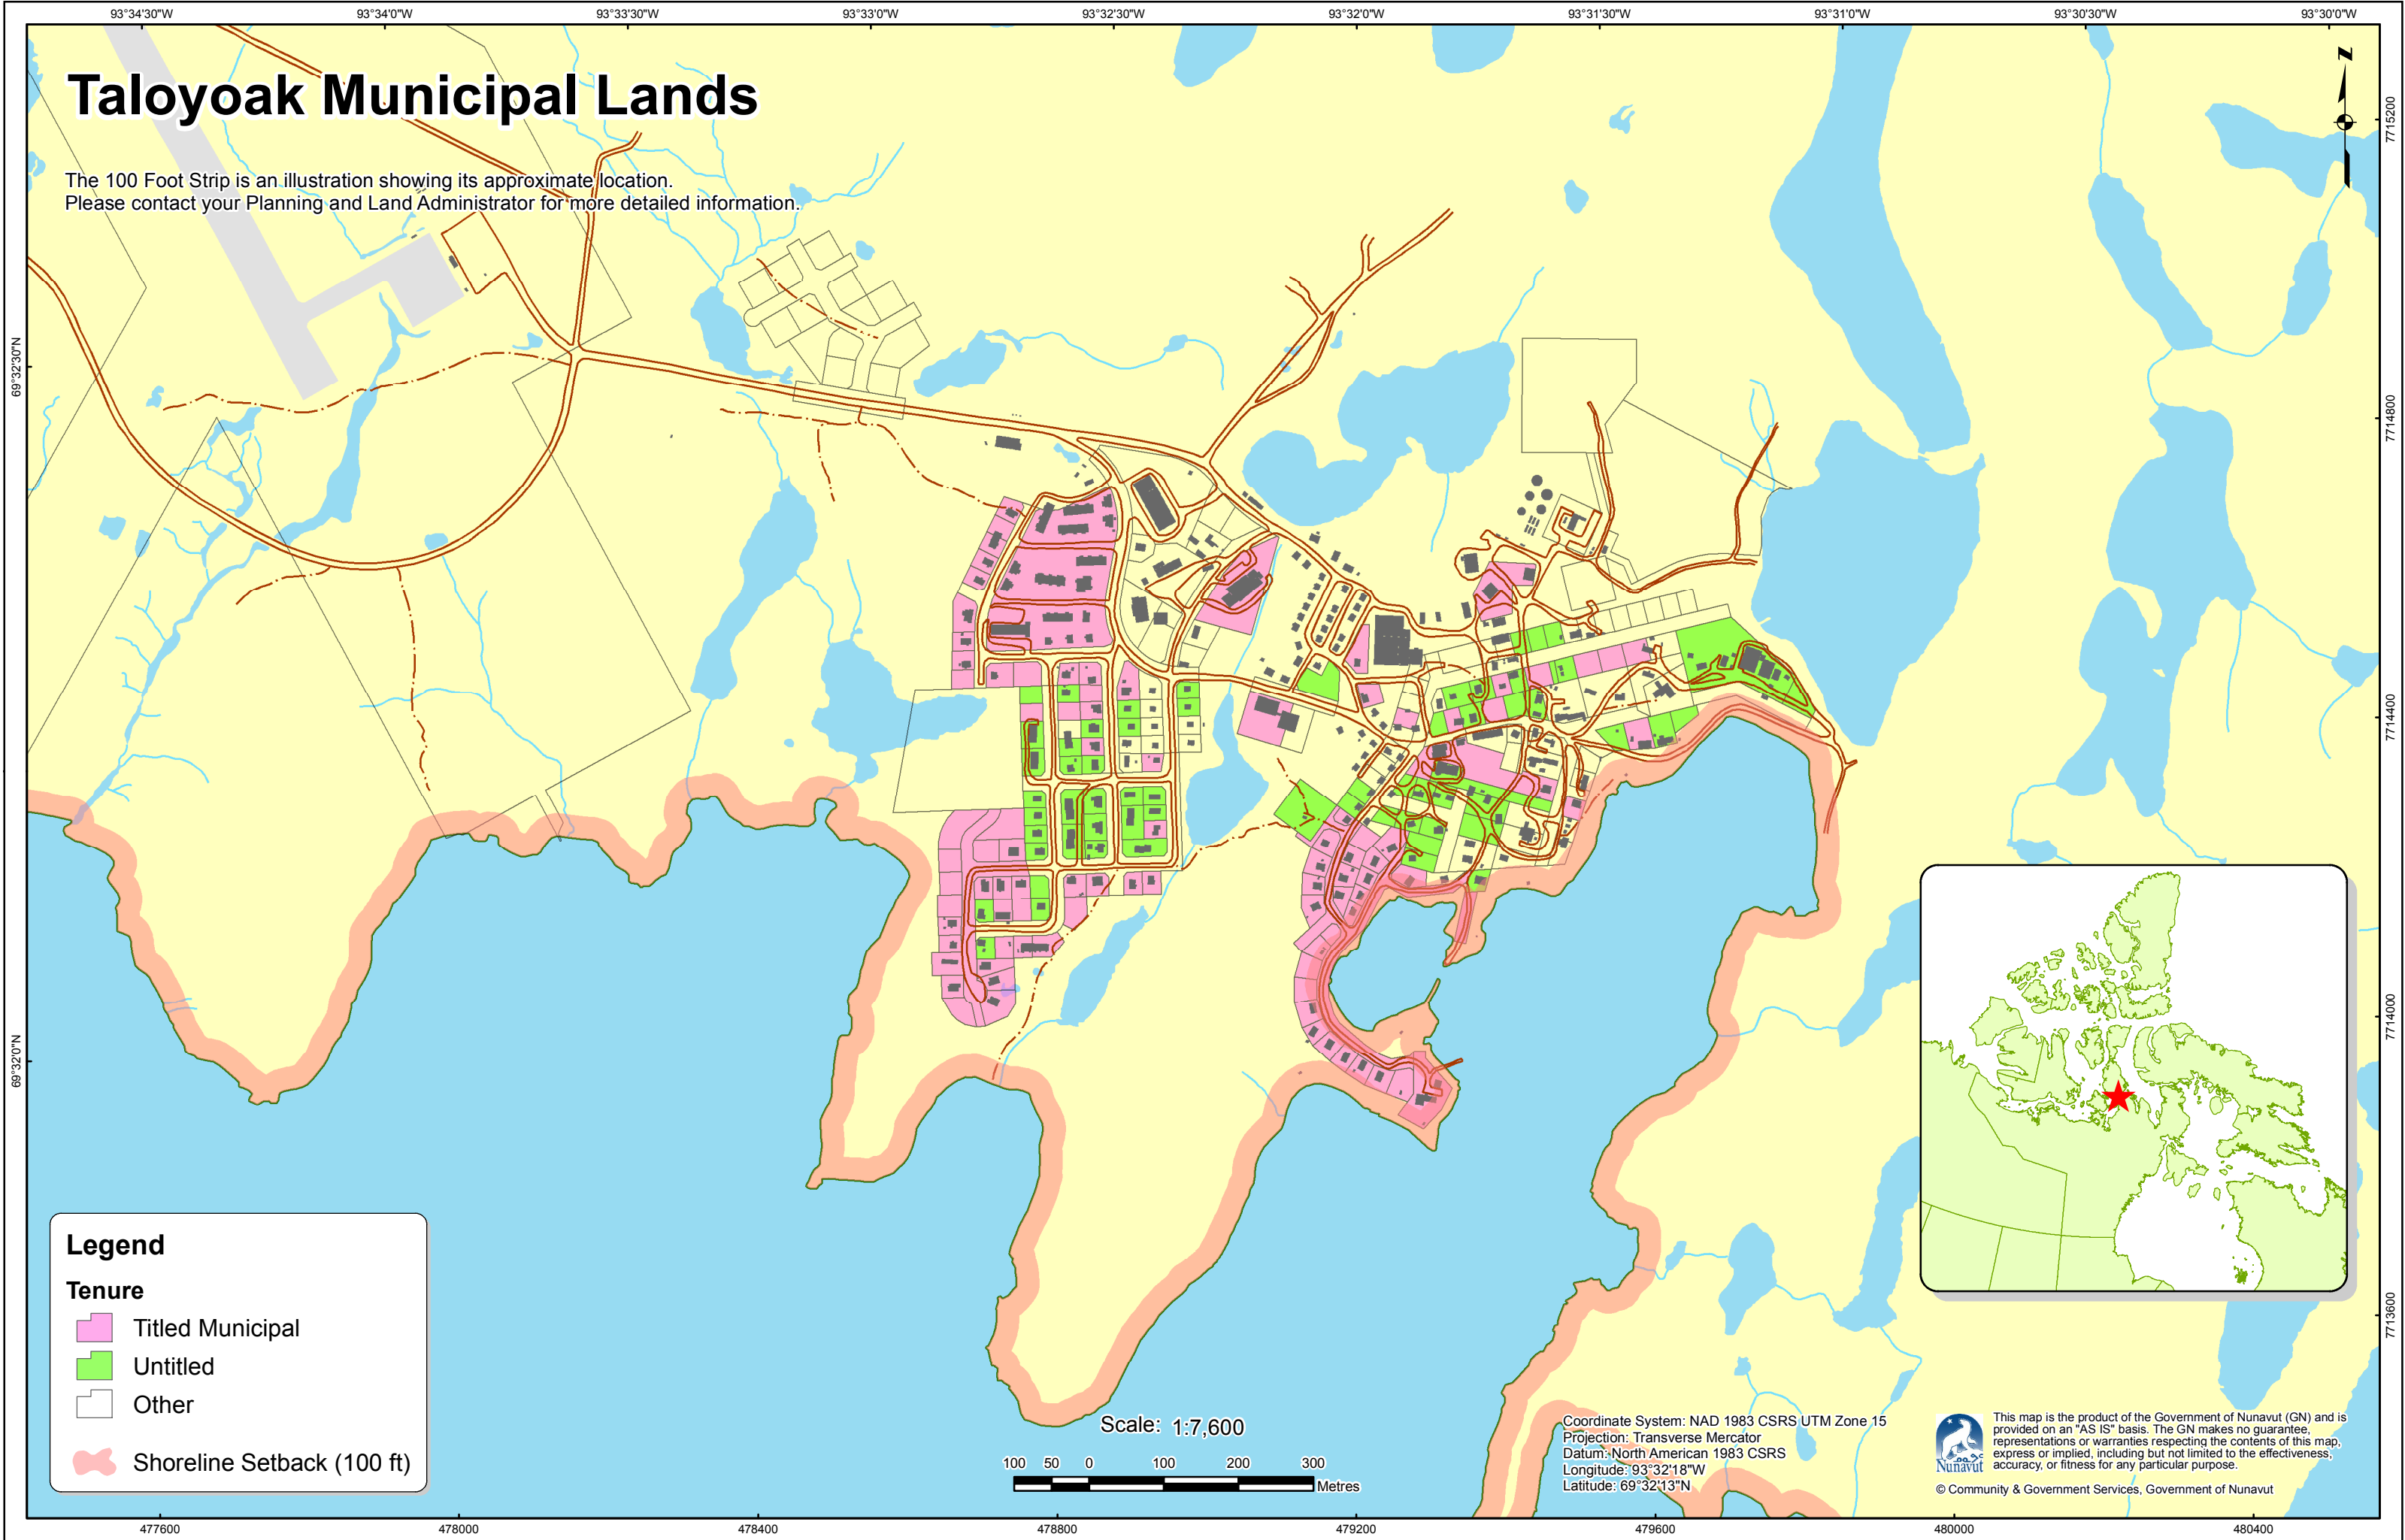 93°34'30"W
93°34'0"W
93°33'30"W
93°33'0"W
93°32'30"W
93°32'0"W
93°31'30"W
93°31'0"W
93°30'30"W
93°30'0"W
Taloyoak Municipal Lands
The 100 Foot Strip is an illustration showing its approximate location.
Please contact your Planning and Land Administrator for more detailed information.
N
7715200
69°32'30"N
7714800
7714400
69°32'0"N
7714000
7713600
Legend
Tenure
Titled Municipal
Untitled
Other
Shoreline Setback (100 ft)
Scale: 1:7,600
100 50 0 100 200 300
Metres
Coordinate System: NAD 1983 CSRS UTM Zone 15
Projection: Transverse Mercator
Datum: North American 1983 CSRS
Longitude: 93°32'18"W
Latitude: 69°32'13"N
Nunavut
This map is the product of the Government of Nunavut (GN) and is
provided on an "AS IS" basis. The GN makes no guarantee,
representations or warranties respecting the contents of this map,
express or implied, including but not limited to the effectiveness,
accuracy, or fitness for any particular purpose.
© Community & Government Services, Government of Nunavut
477600
478000
478400
478800
479200
479600
480000
480400